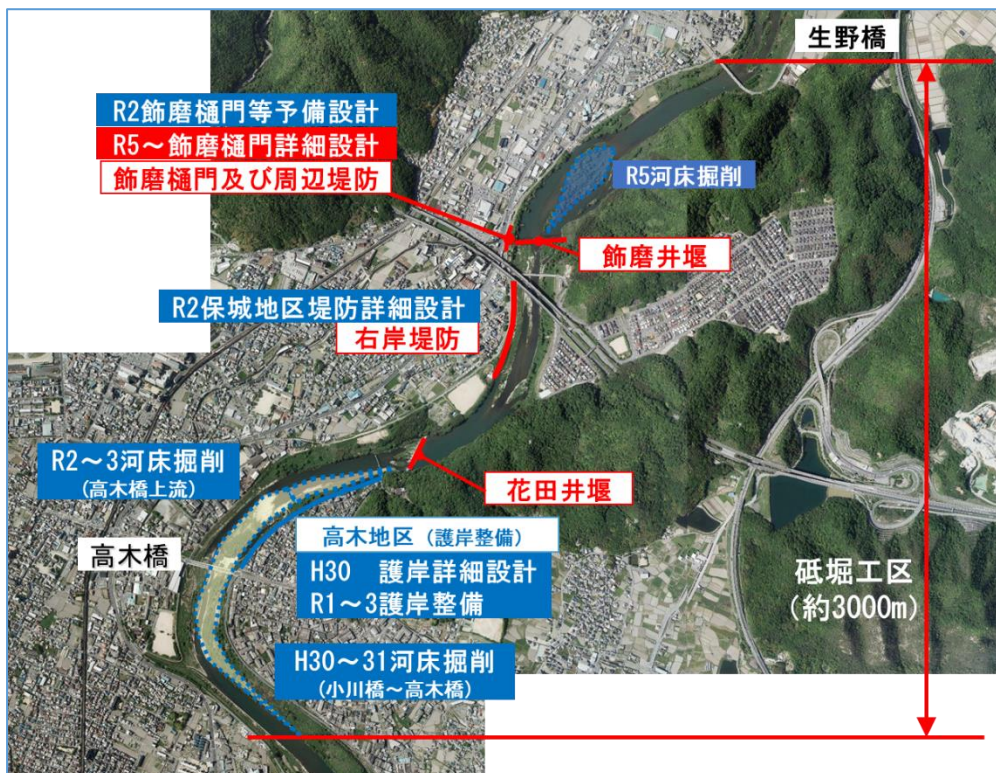 生野橋
R2飾磨樋門等予備設計
R5～飾磨樋門詳細設計
飾磨樋門及び周辺堤防
R5河床掘削
飾磨井堰
R2保城地区堤防詳細設計
右岸堤防
R2～3河床掘削
(高木橋上流)
花田井堰
高木橋
高木地区（護岸整備）
H30　護岸詳細設計
R1～3護岸整備
砥堀工区
(約3000m)
H30～31河床掘削
(小川橋～高木橋)